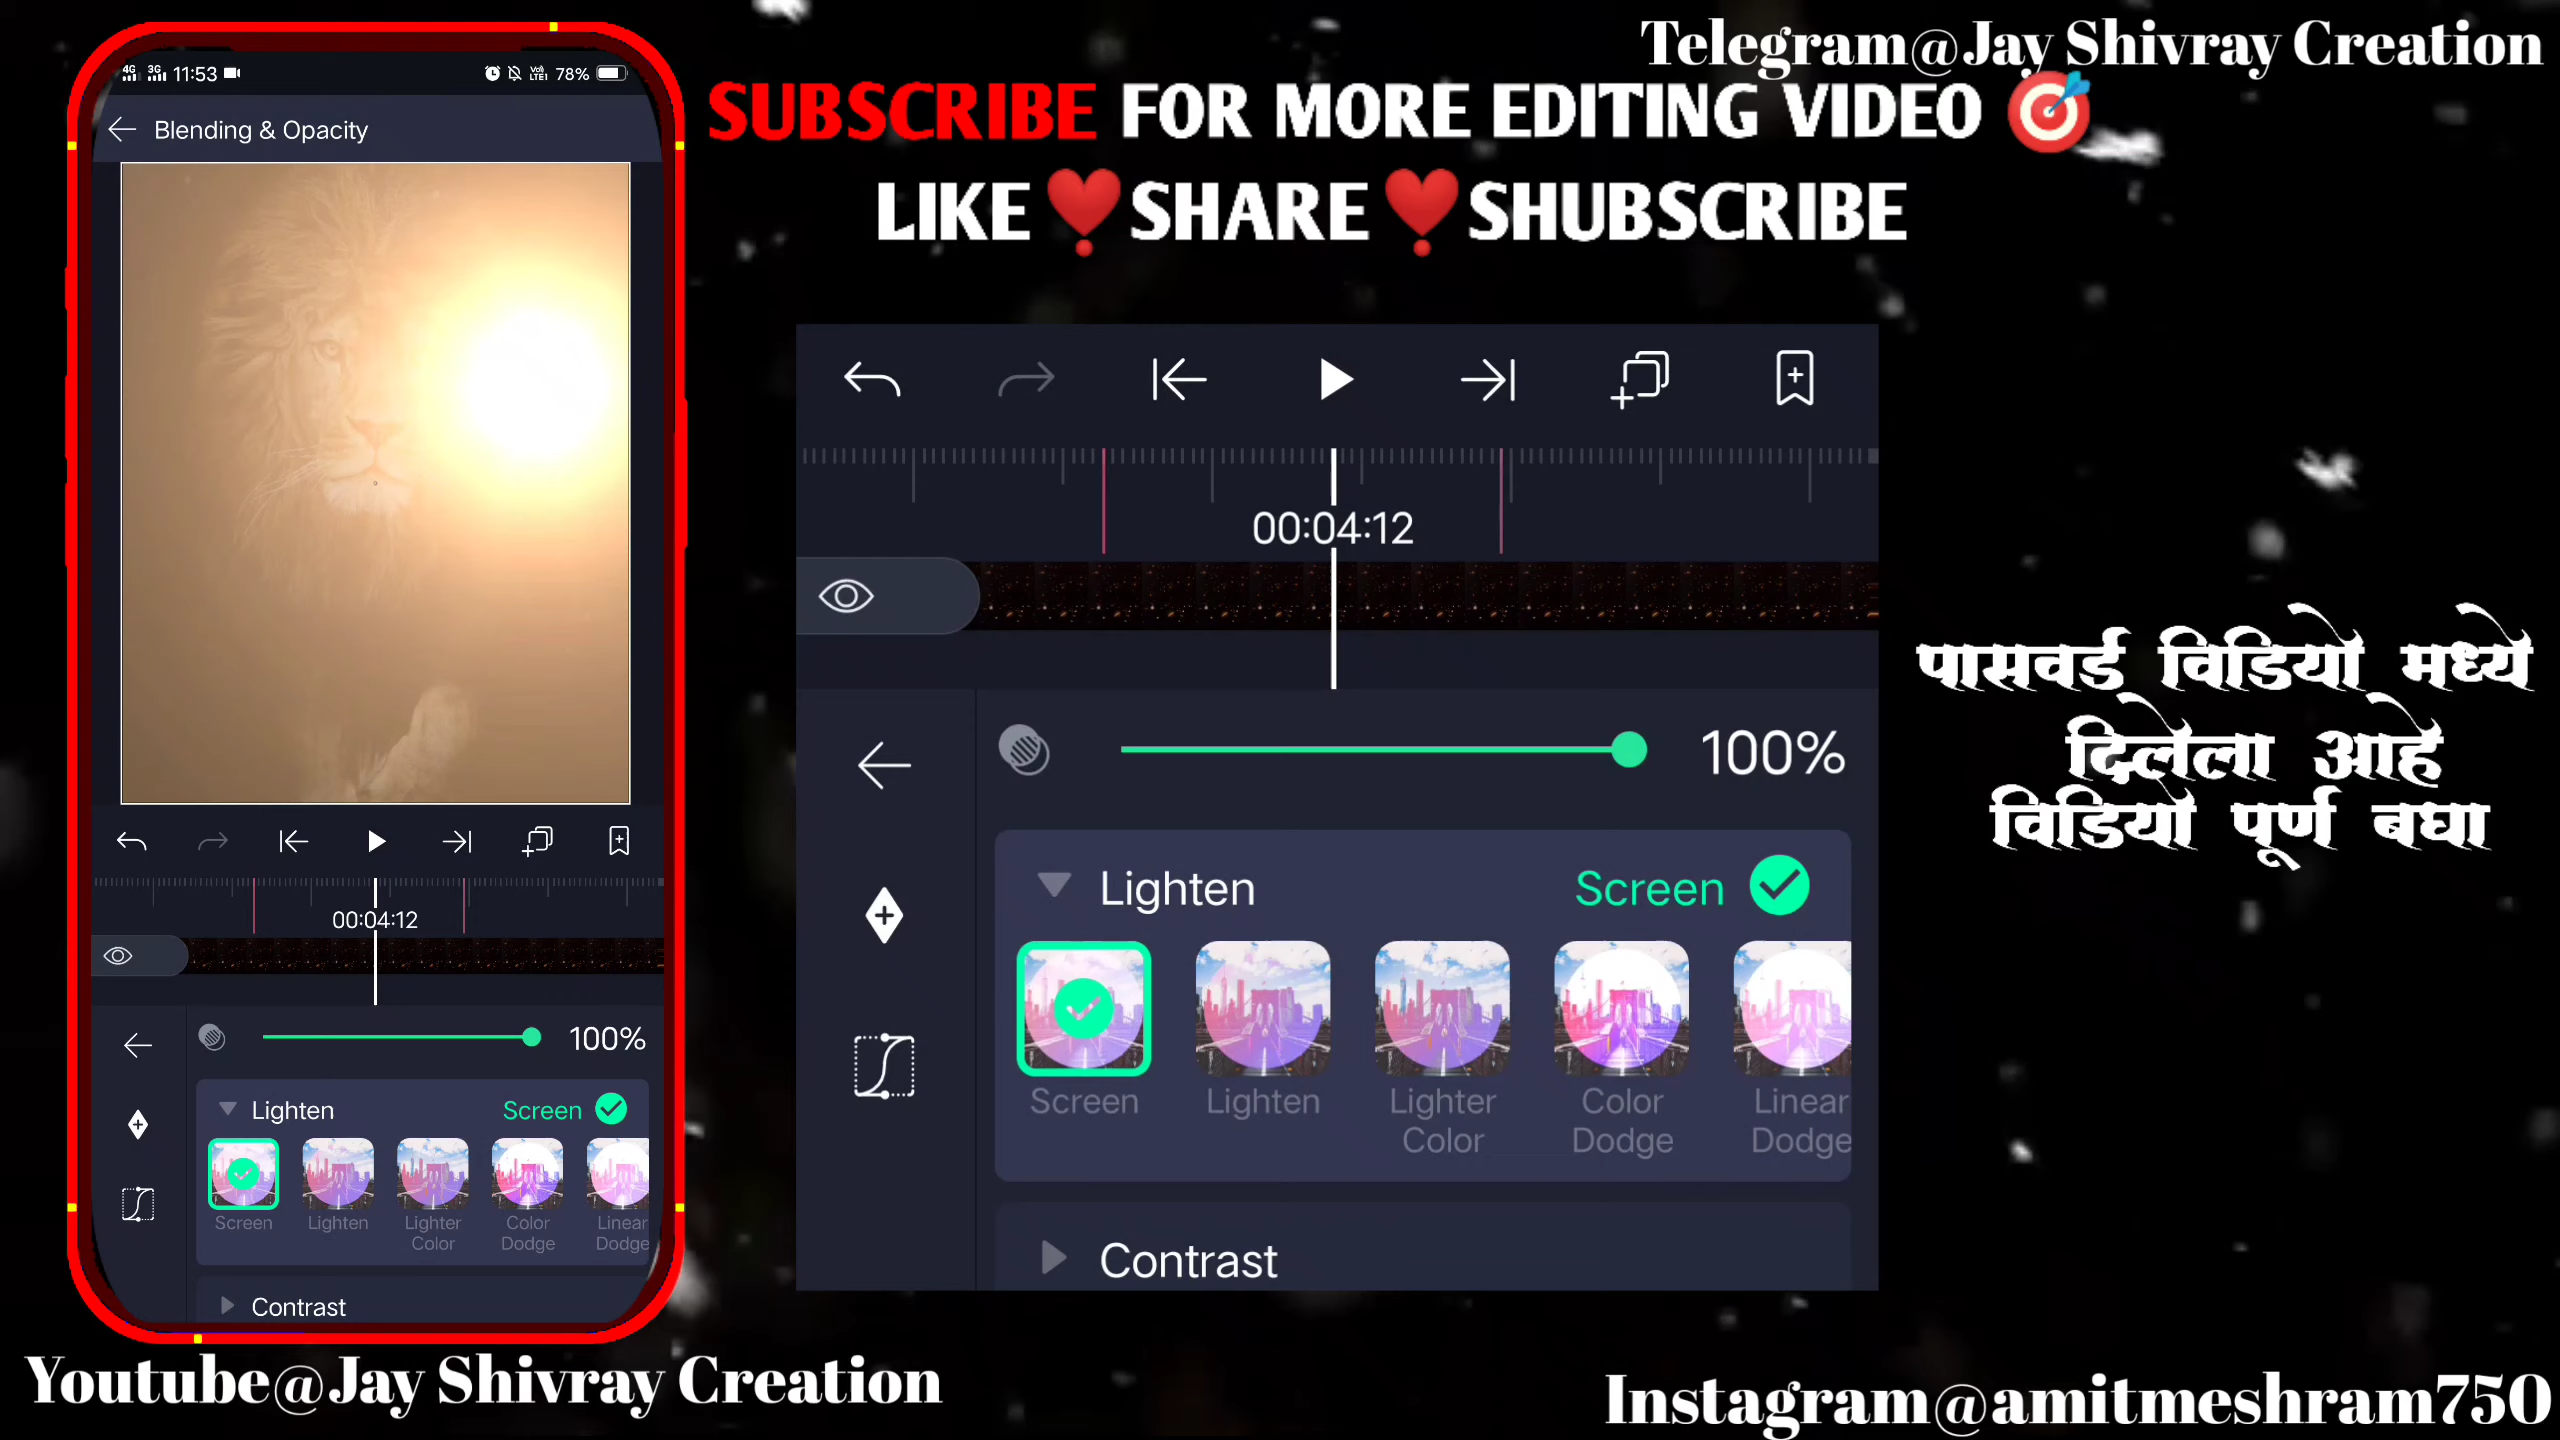 Telegram@Jay Shivray Creation
SUBSCRIBE FOR MORE EDITING VIDEO 🎯
LIKE❣️SHARE❣️SHUBSCRIBE
4G 3G 11:53 VoLTE 78%
Blending & Opacity
00:04:12
100%
Lighten Screen
Screen Lighten Lighter Color Color Dodge Linear Dodge
Contrast
00:04:12
100%
Lighten Screen
Screen Lighten Lighter Color Color Dodge Linear Dodge
Contrast
पासवर्ड विडियो मध्ये
दिलेला आहे
विडियो पूर्ण बघा
Youtube@Jay Shivray Creation
Instagram@amitmeshram750